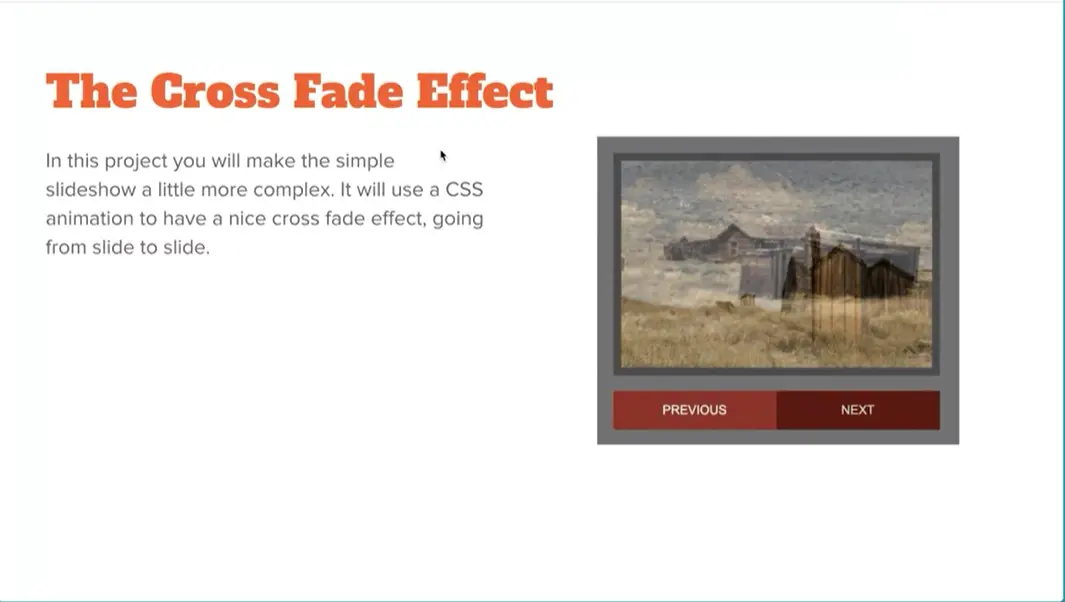 The Cross Fade Effect
In this project you will make the simple
slideshow a little more complex. It will use a CSS
animation to have a nice cross fade effect, going
from slide to slide.
PREVIOUS
NEXT